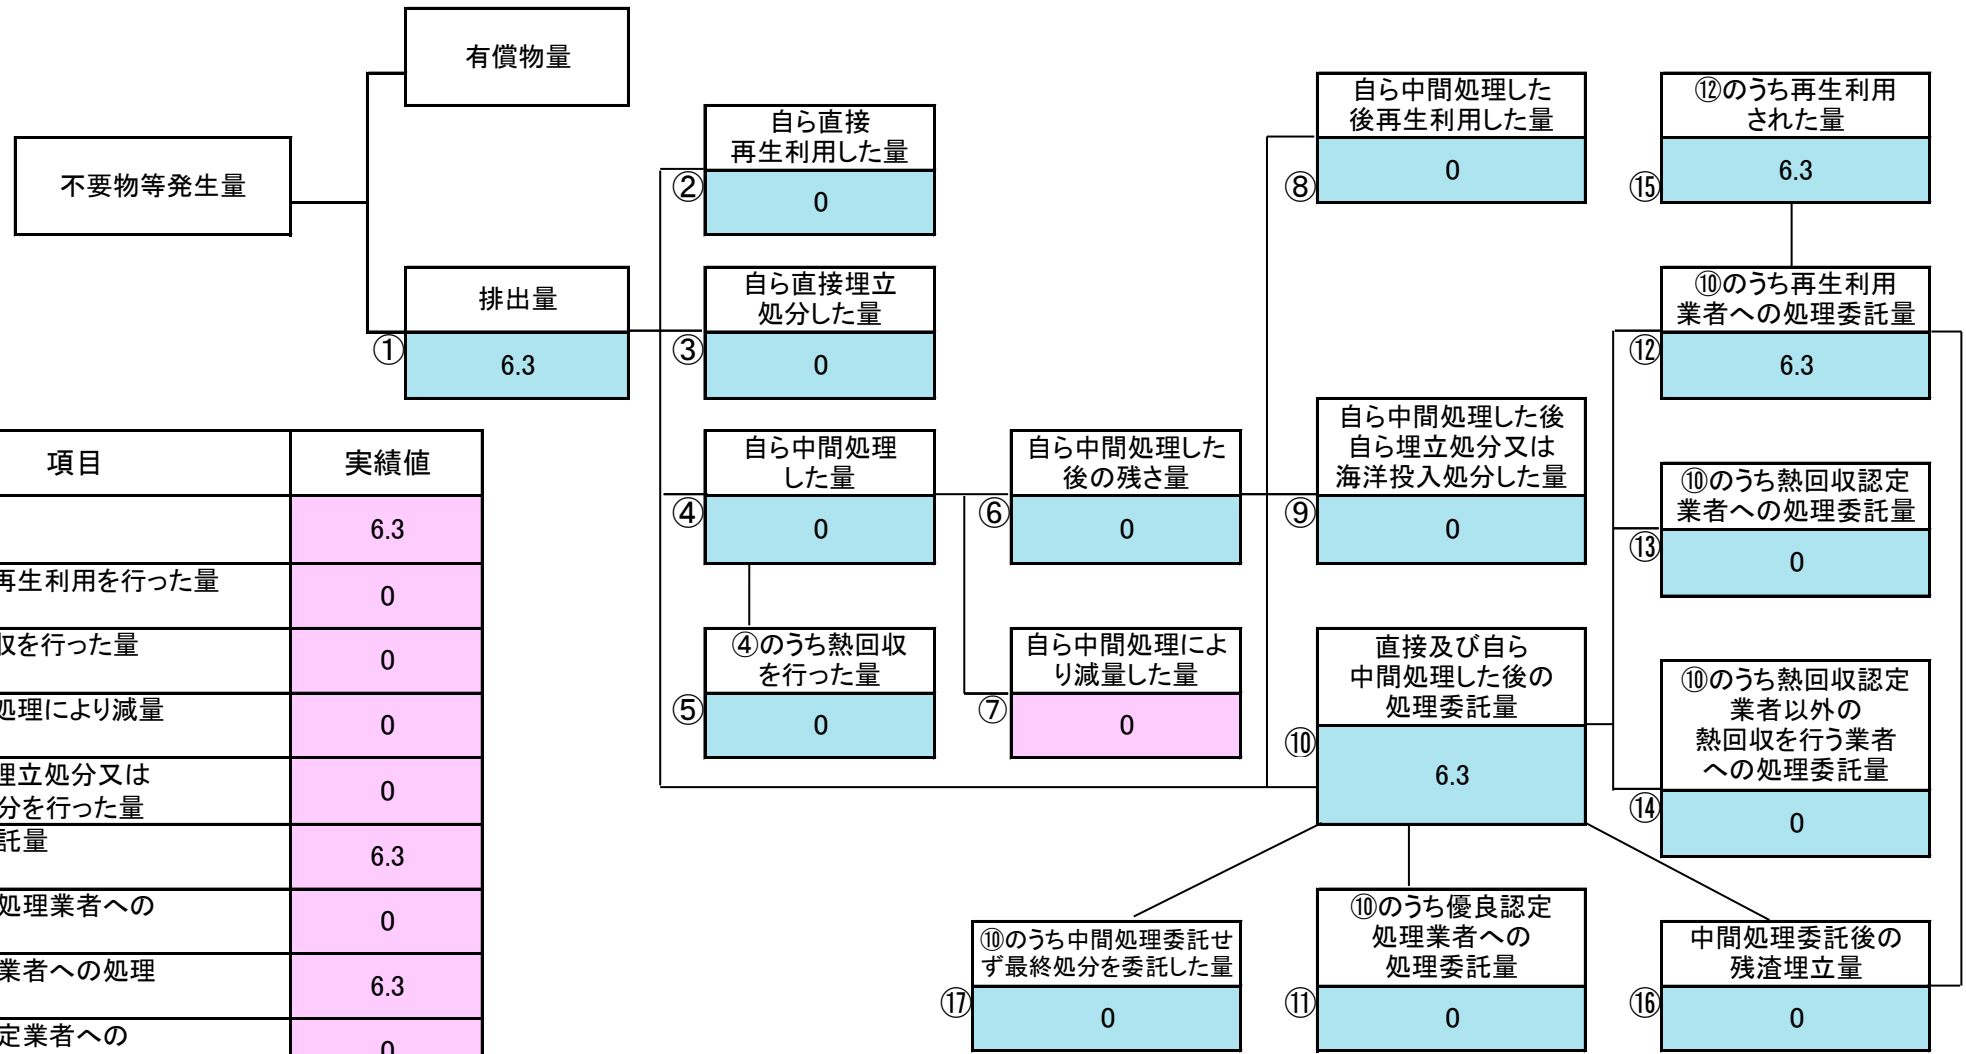 有償物量
不要物等発生量
排出量
①
6.3
自ら直接
再生利用した量
②
0
自ら直接埋立
処分した量
③
0
自ら中間処理
した量
④
0
④のうち熱回収
を行った量
⑤
0
自ら中間処理した
後の残さ量
⑥
0
自ら中間処理によ
り減量した量
⑦
0
自ら中間処理した
後再生利用した量
⑧
0
自ら中間処理した後
自ら埋立処分又は
海洋投入処分した量
⑨
0
直接及び自ら
中間処理した後の
処理委託量
⑩
6.3
⑫のうち再生利用
された量
⑮
6.3
⑩のうち再生利用
業者への処理委託量
⑫
6.3
⑩のうち熱回収認定
業者への処理委託量
⑬
0
⑩のうち熱回収認定
業者以外の
熱回収を行う業者
への処理委託量
⑭
0
⑩のうち中間処理委託せ
ず最終処分を委託した量
⑰
0
⑩のうち優良認定
処理業者への
処理委託量
⑪
0
中間処理委託後の
残渣埋立量
⑯
0
項目 実績値
6.3
再生利用を行った量
0
収を行った量
0
処理により減量
0
埋立処分又は
分を行った量
0
託量
6.3
処理業者への
0
業者への処理
6.3
定業者への
0